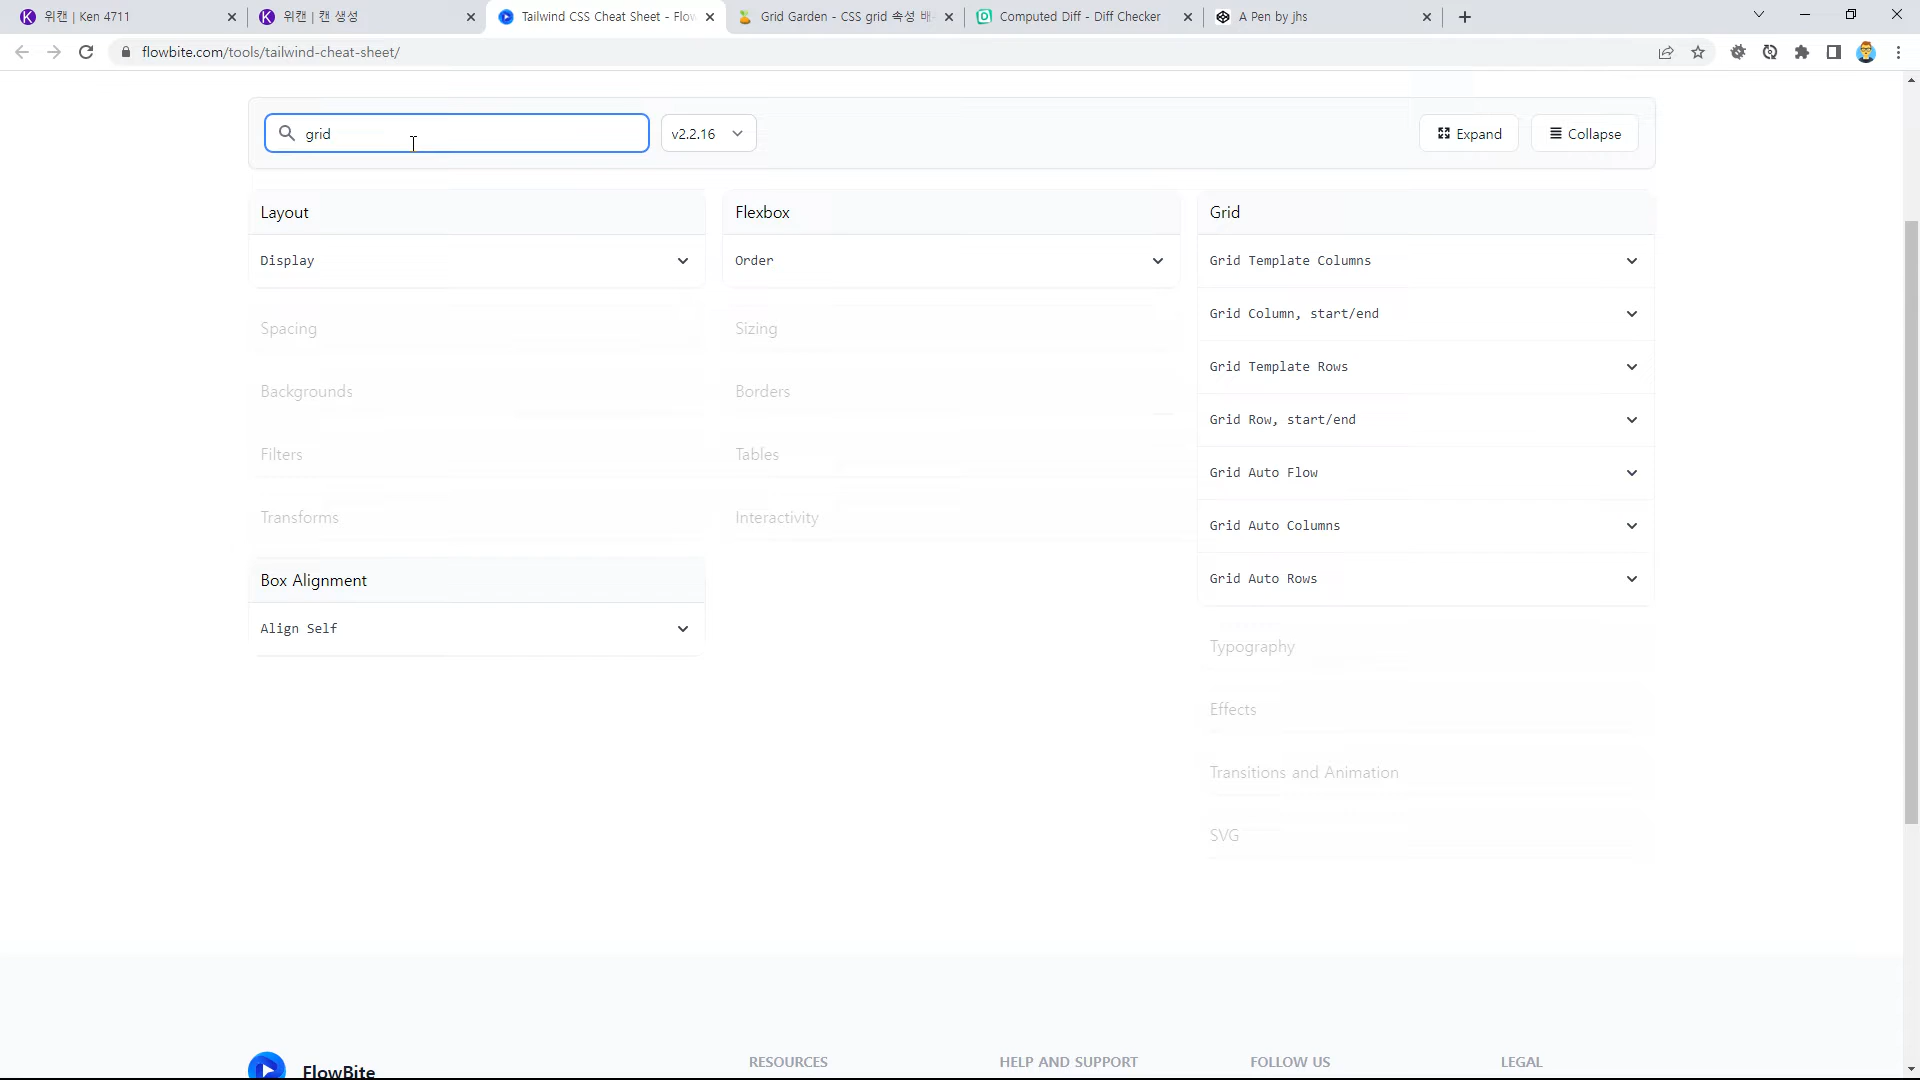 위캔 | Ken 4711
위캔 | 캔 생성
Tailwind CSS Cheat Sheet - Flow
Grid Garden - CSS grid 속성 배
Computed Diff - Diff Checker
A Pen by jhs
flowbite.com/tools/tailwind-cheat-sheet/
grid
v2.2.16
Expand
Collapse
Layout
Display
Spacing
Backgrounds
Filters
Transforms
Box Alignment
Align Self
Flexbox
Order
Sizing
Borders
Tables
Interactivity
Grid
Grid Template Columns
Grid Column, start/end
Grid Template Rows
Grid Row, start/end
Grid Auto Flow
Grid Auto Columns
Grid Auto Rows
Typography
Effects
Transitions and Animation
SVG
FlowBite
RESOURCES
HELP AND SUPPORT
FOLLOW US
LEGAL